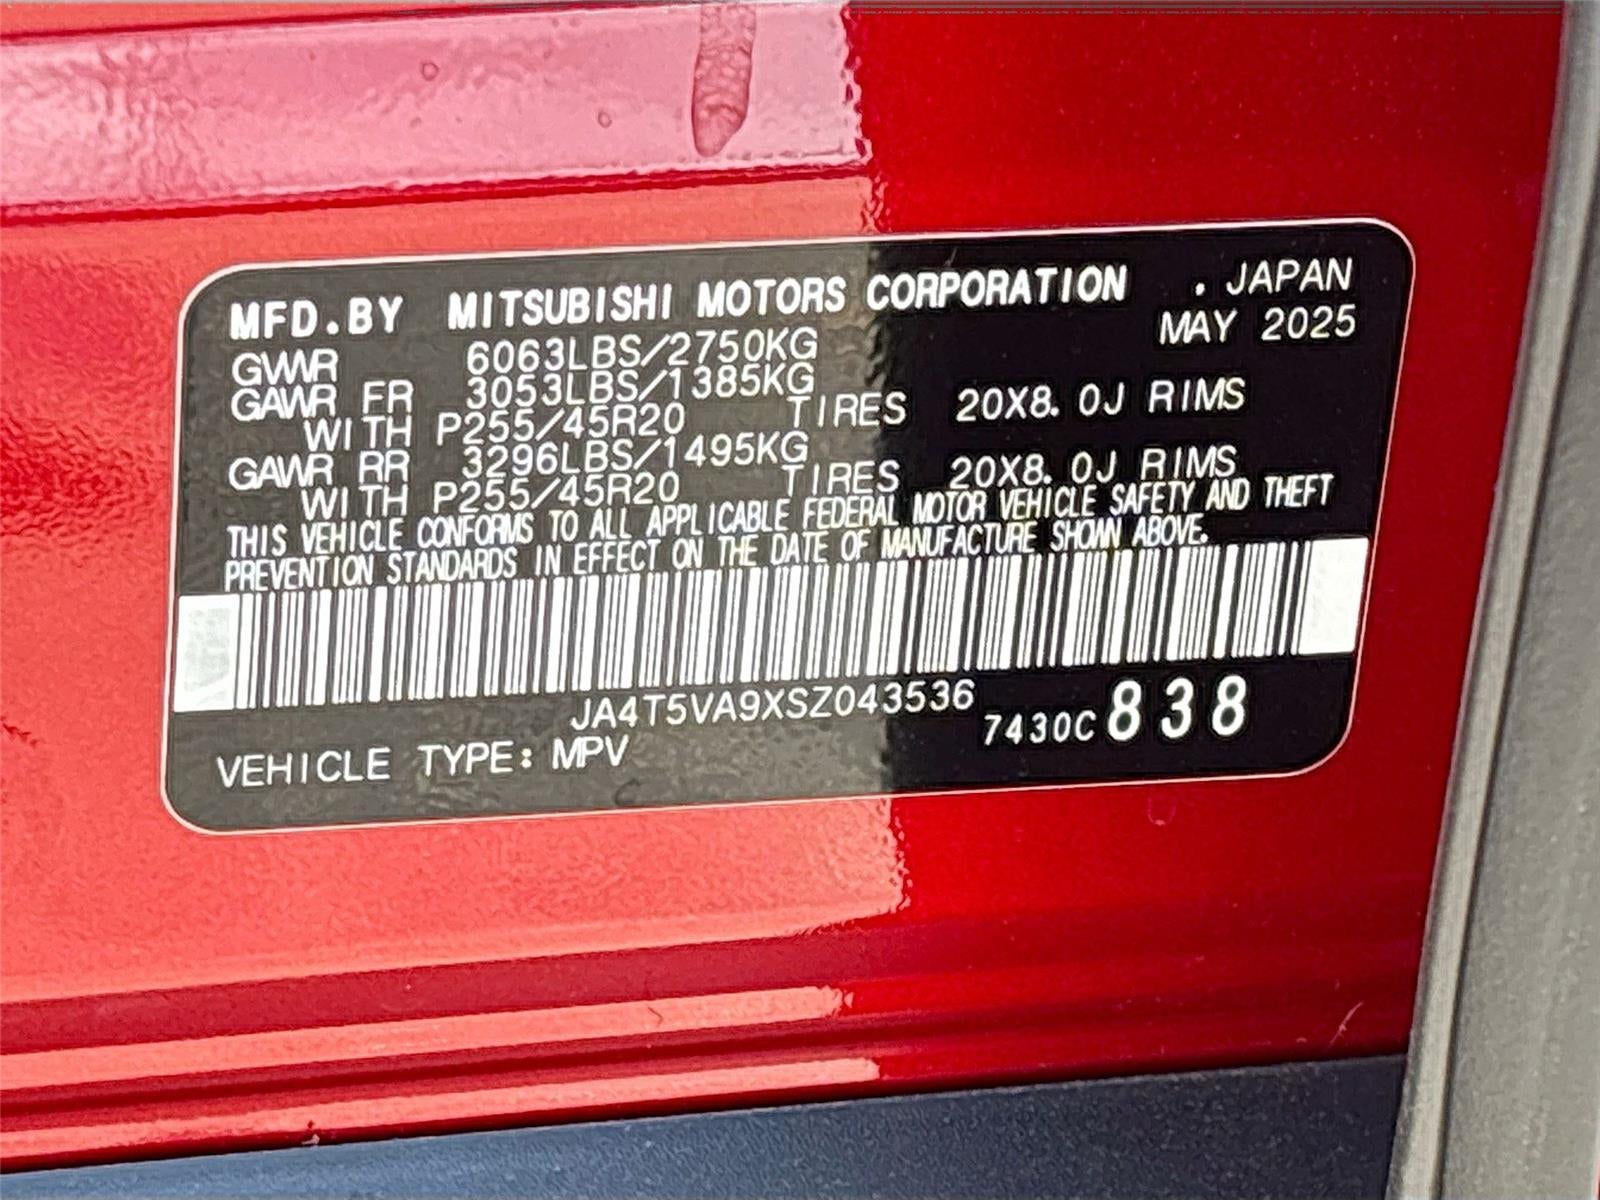 MFD.BY MITSUBISHI MOTORS CORPORATION . JAPAN
MAY 2025
GVWR 6063LBS/2750KG
GAWR FR 3053LBS/1385KG
WITH P255/45R20 TIRES 20X8.0J RIMS
GAWR RR 3296LBS/1495KG
WITH P255/45R20 TIRES 20X8.0J RIMS
THIS VEHICLE CONFORMS TO ALL APPLICABLE FEDERAL MOTOR VEHICLE SAFETY AND THEFT
PREVENTION STANDARDS IN EFFECT ON THE DATE OF MANUFACTURE SHOWN ABOVE.
JA4T5VA9XSZ043536
7430C 838
VEHICLE TYPE: MPV